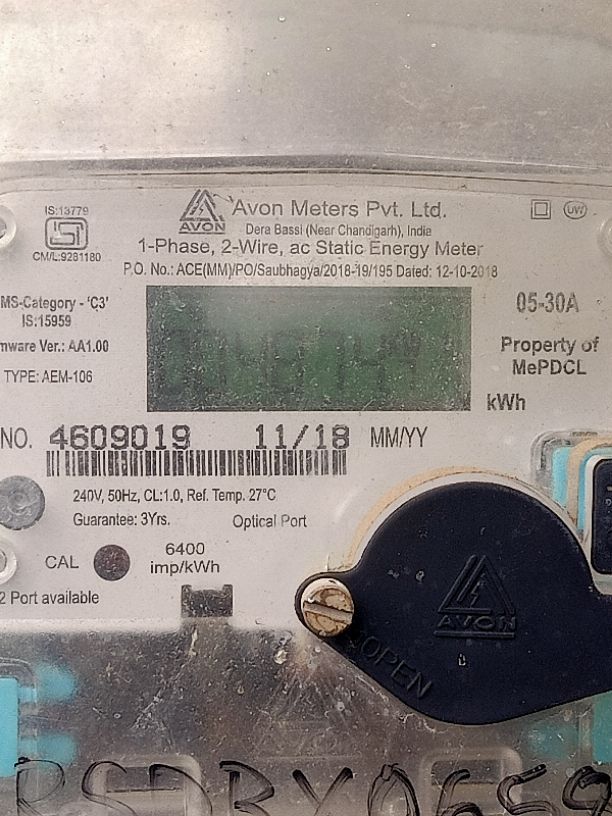 IS:13779
CM/L:9281180
AVON
Avon Meters Pvt. Ltd.
Dera Bassi (Near Chandigarh), India
1-Phase, 2-Wire, ac Static Energy Meter
P.O. No.: ACE(MM)/PO/Saubhagya/2018-19/195 Dated: 12-10-2018
UW
MS-Category - 'C3'
IS:15959
mware Ver.: AA1.00
TYPE: AEM-106
05-30A
Property of
MePDCL
kWh
NO. 4609019 11/18 MM/YY
240V, 50Hz, CL:1.0, Ref. Temp. 27°C
Guarantee: 3Yrs. Optical Port
CAL 6400
imp/kWh
2 Port available
AVON
OPEN